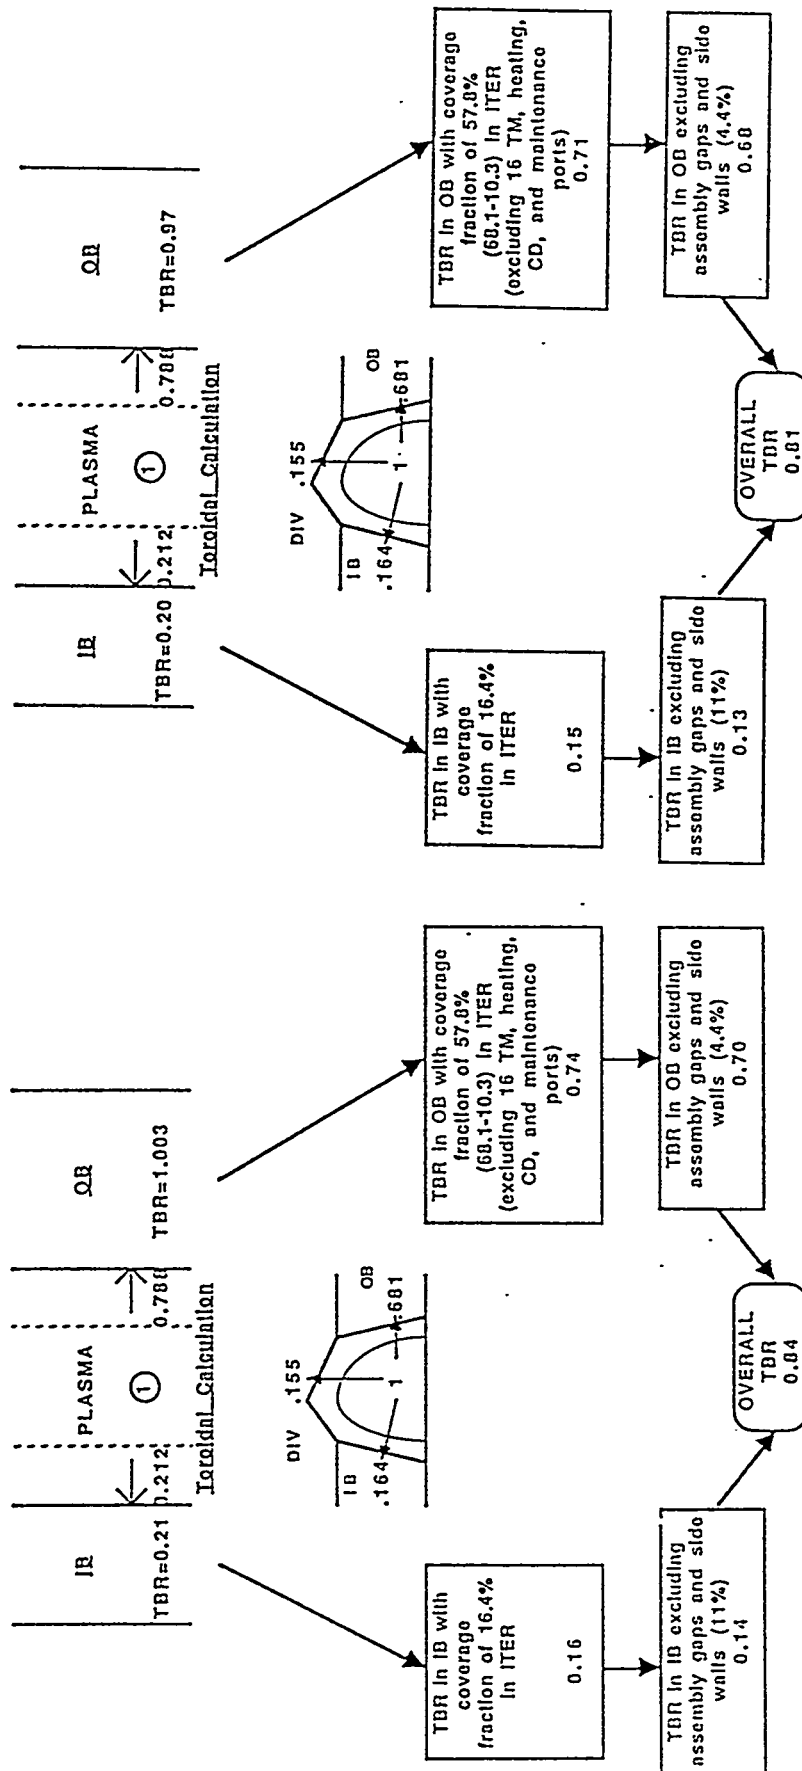 IB
PLASMA
OB
1
TBR=0.21
0.212
0.788
TBR=1.003
Toroidal Calculation
DIV
.155
IB
OB
.164
1
.681
TBR in IB with
coverage
fraction of 16.4%
in ITER
0.16
TBR in OB with coverage
fraction of 57.8%
(68.1-10.3) in ITER
(excluding 16 TM, heating,
CD, and maintenance
ports)
0.74
TBR in IB excluding
assembly gaps and side
walls (11%)
0.14
TBR in OB excluding
assembly gaps and side
walls (4.4%)
0.70
OVERALL
TBR
0.84
IB
PLASMA
OB
1
TBR=0.20
0.212
0.788
TBR=0.97
Toroidal Calculation
DIV
.155
IB
OB
.164
1
.681
TBR in IB with
coverage
fraction of 16.4%
in ITER
0.15
TBR in OB with coverage
fraction of 57.8%
(68.1-10.3) in ITER
(excluding 16 TM, heating,
CD, and maintenance
ports)
0.71
TBR in IB excluding
assembly gaps and side
walls (11%)
0.13
TBR in OB excluding
assembly gaps and side
walls (4.4%)
0.68
OVERALL
TBR
0.81